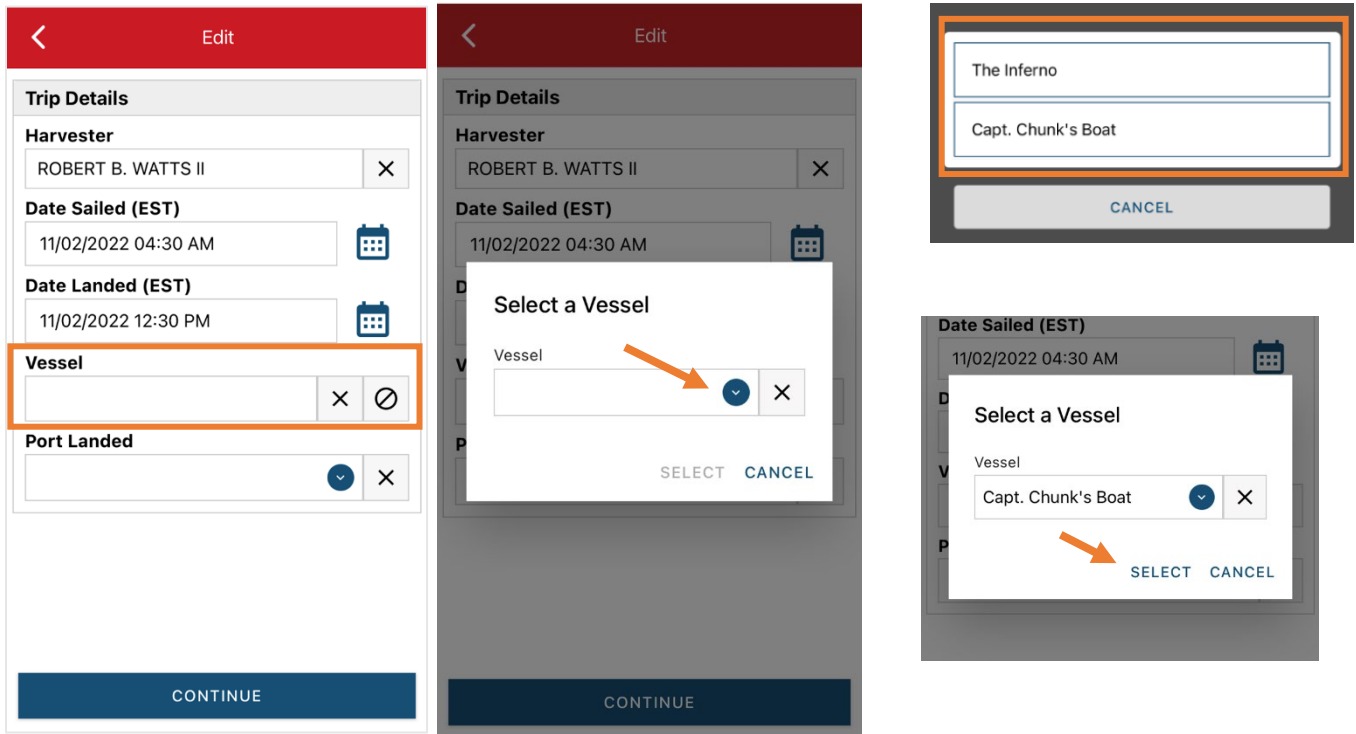 Edit
Trip Details
Harvester
ROBERT B. WATTS II
Date Sailed (EST)
11/02/2022 04:30 AM
Date Landed (EST)
11/02/2022 12:30 PM
Vessel
Port Landed
CONTINUE
Edit
Trip Details
Harvester
ROBERT B. WATTS II
Date Sailed (EST)
11/02/2022 04:30 AM
D
Select a Vessel
Vessel
V
P
SELECT CANCEL
CONTINUE
The Inferno
Capt. Chunk's Boat
CANCEL
Date Sailed (EST)
11/02/2022 04:30 AM
D
Select a Vessel
Vessel
V
Capt. Chunk's Boat
P
SELECT CANCEL